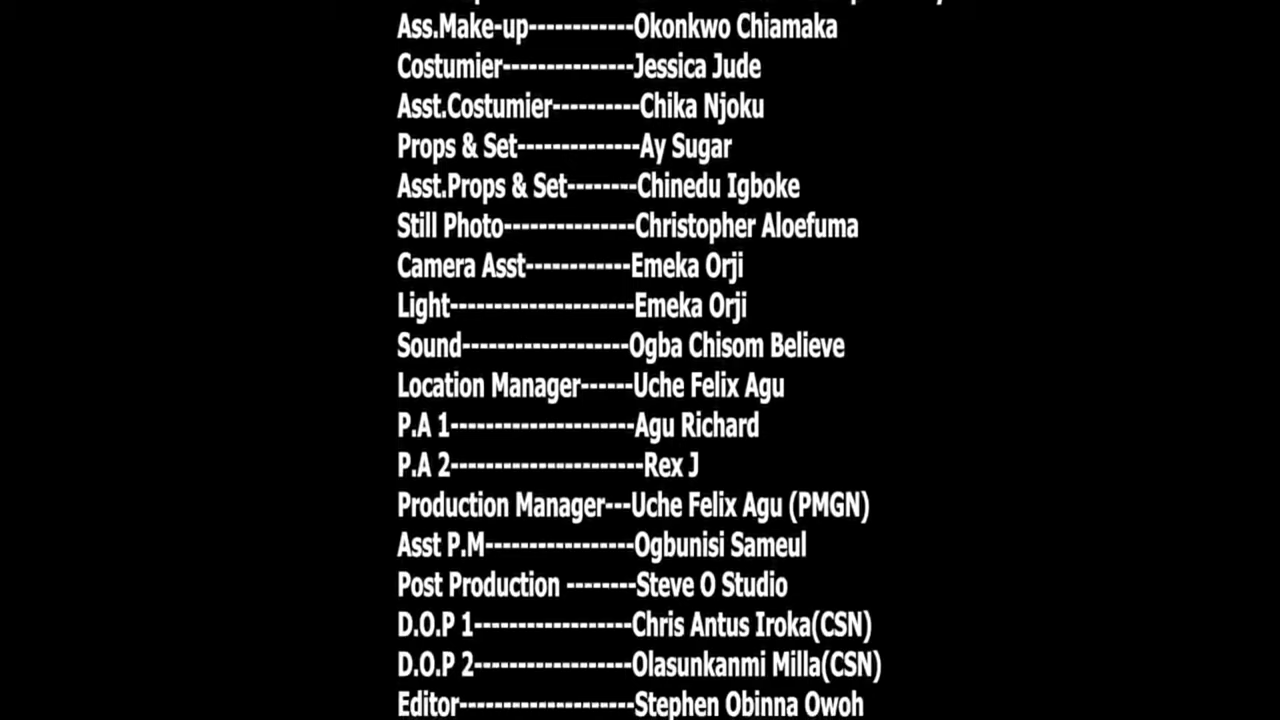 Ass.Make-up------------Okonkwo Chiamaka
Costumier---------------Jessica Jude
Asst.Costumier----------Chika Njoku
Props & Set--------------Ay Sugar
Asst.Props & Set--------Chinedu Igboke
Still Photo---------------Christopher Aloefuma
Camera Asst------------Emeka Orji
Light---------------------Emeka Orji
Sound-------------------Ogba Chisom Believe
Location Manager------Uche Felix Agu
P.A 1---------------------Agu Richard
P.A 2----------------------Rex J
Production Manager---Uche Felix Agu (PMGN)
Asst P.M-----------------Ogbunisi Sameul
Post Production --------Steve O Studio
D.O.P 1------------------Chris Antus Iroka(CSN)
D.O.P 2------------------Olasunkanmi Milla(CSN)
Editor--------------------Stephen Obinna Owoh